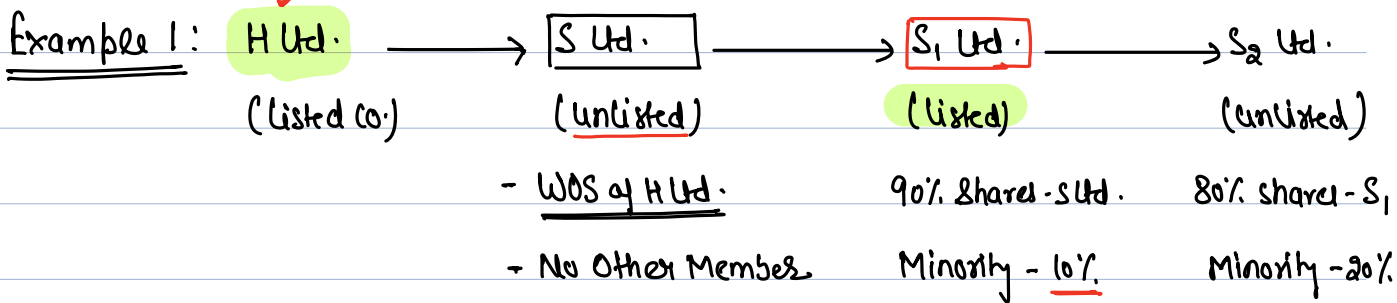 Example 1: H Ltd. S Ltd. S1 Ltd. S2 Ltd.
(Listed Co.) (unlisted) (listed) (unlisted)
- WOS of H Ltd. 90% Shares - S Ltd. 80% shares - S1
- No Other Member Minority - 10% Minority - 20%